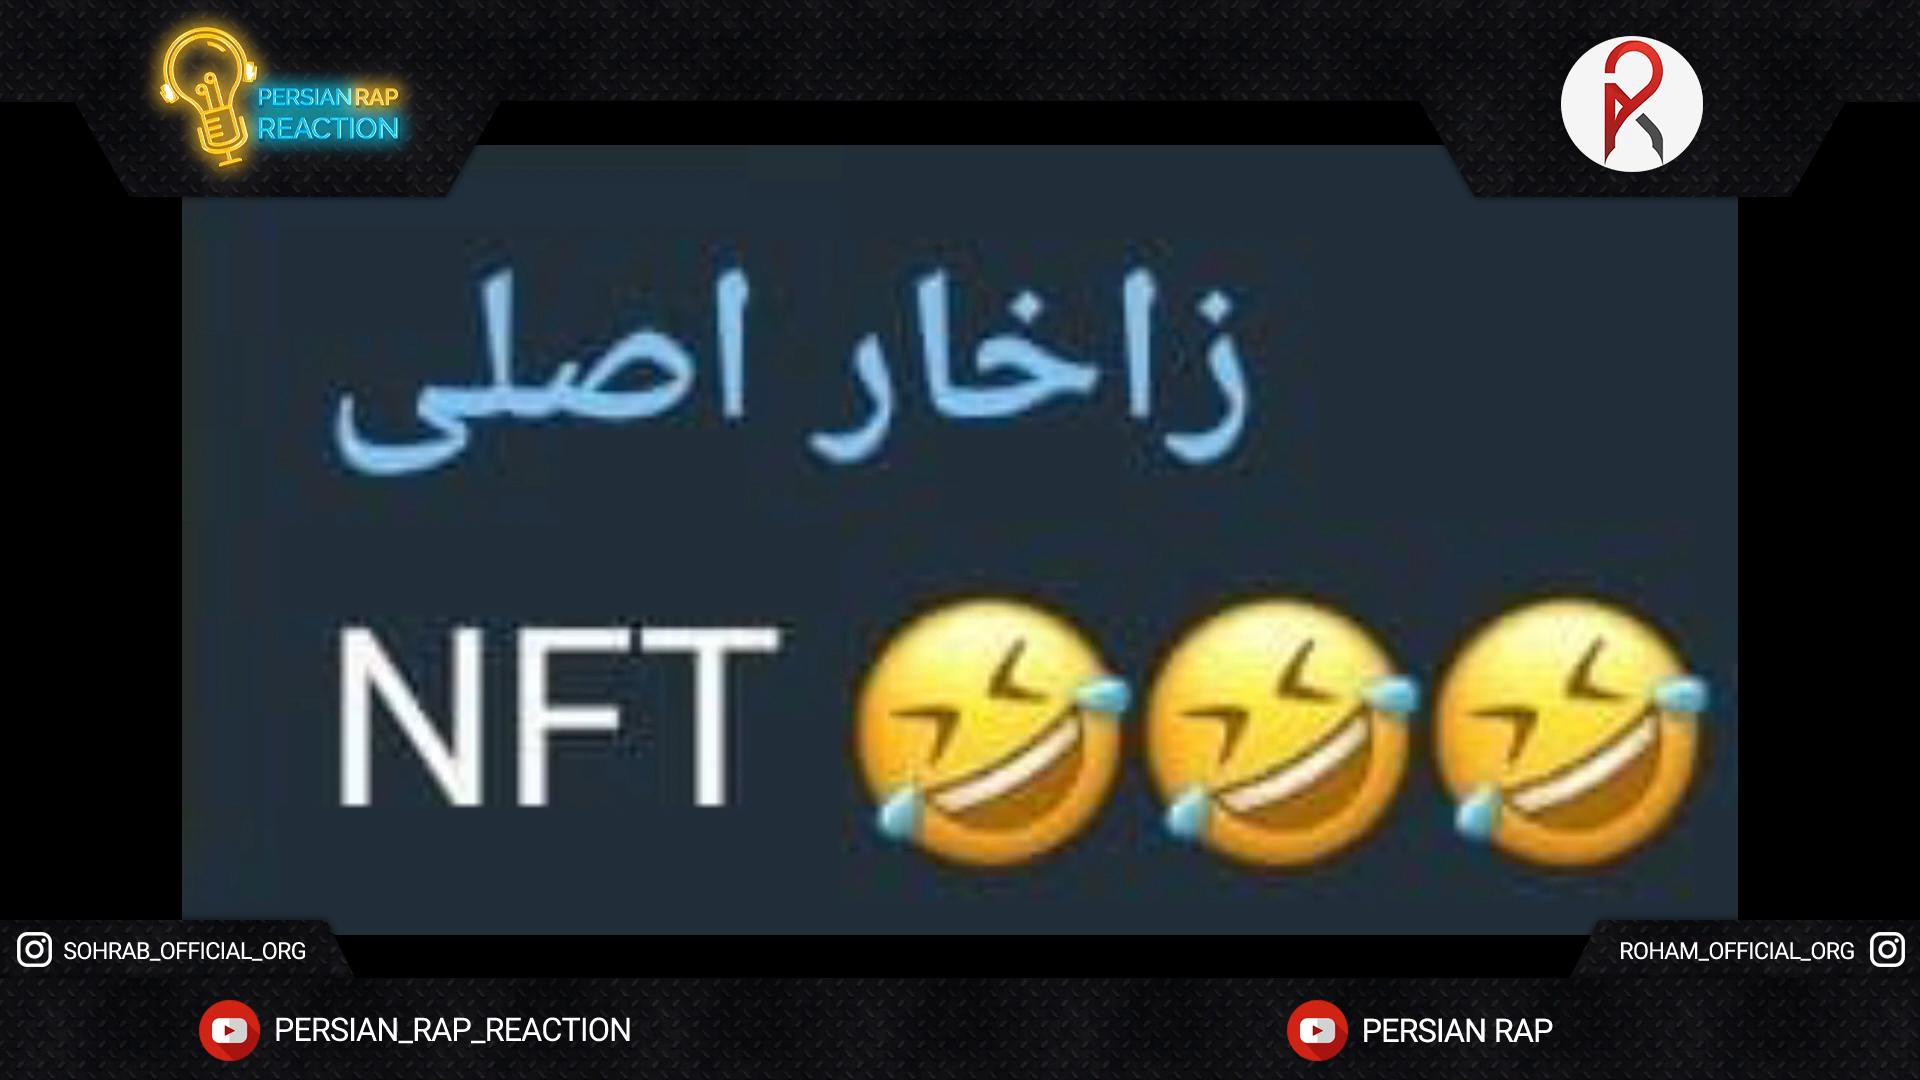 PERSIAN RAP
REACTION
زاخار اصلی
NFT 🤣🤣🤣
SOHRAB_OFFICIAL_ORG
ROHAM_OFFICIAL_ORG
PERSIAN_RAP_REACTION
PERSIAN RAP